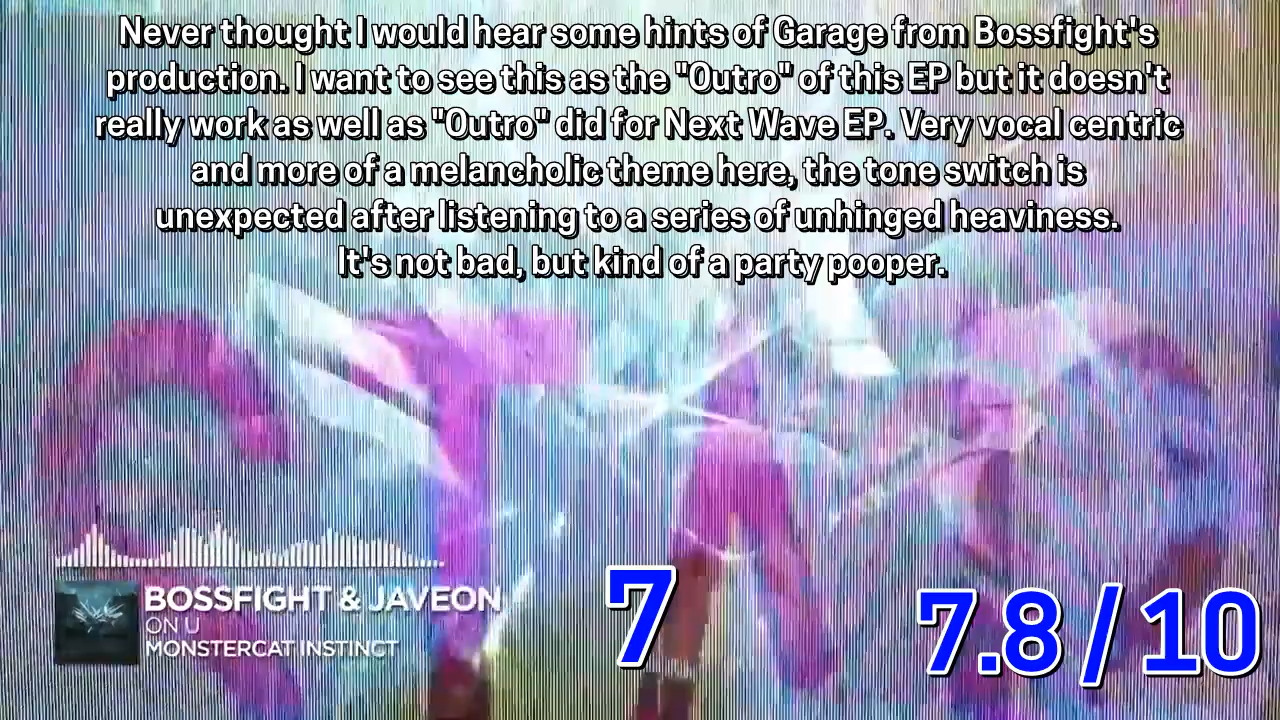 Never thought I would hear some hints of Garage from Bossfight's
production. I want to see this as the "Outro" of this EP but it doesn't
really work as well as "Outro" did for Next Wave EP. Very vocal centric
and more of a melancholic theme here, the tone switch is
unexpected after listening to a series of unhinged heaviness.
It's not bad, but kind of a party pooper.
BOSSFIGHT & JAVEON
ON U
MONSTERCAT INSTINCT
7
7.8 / 10